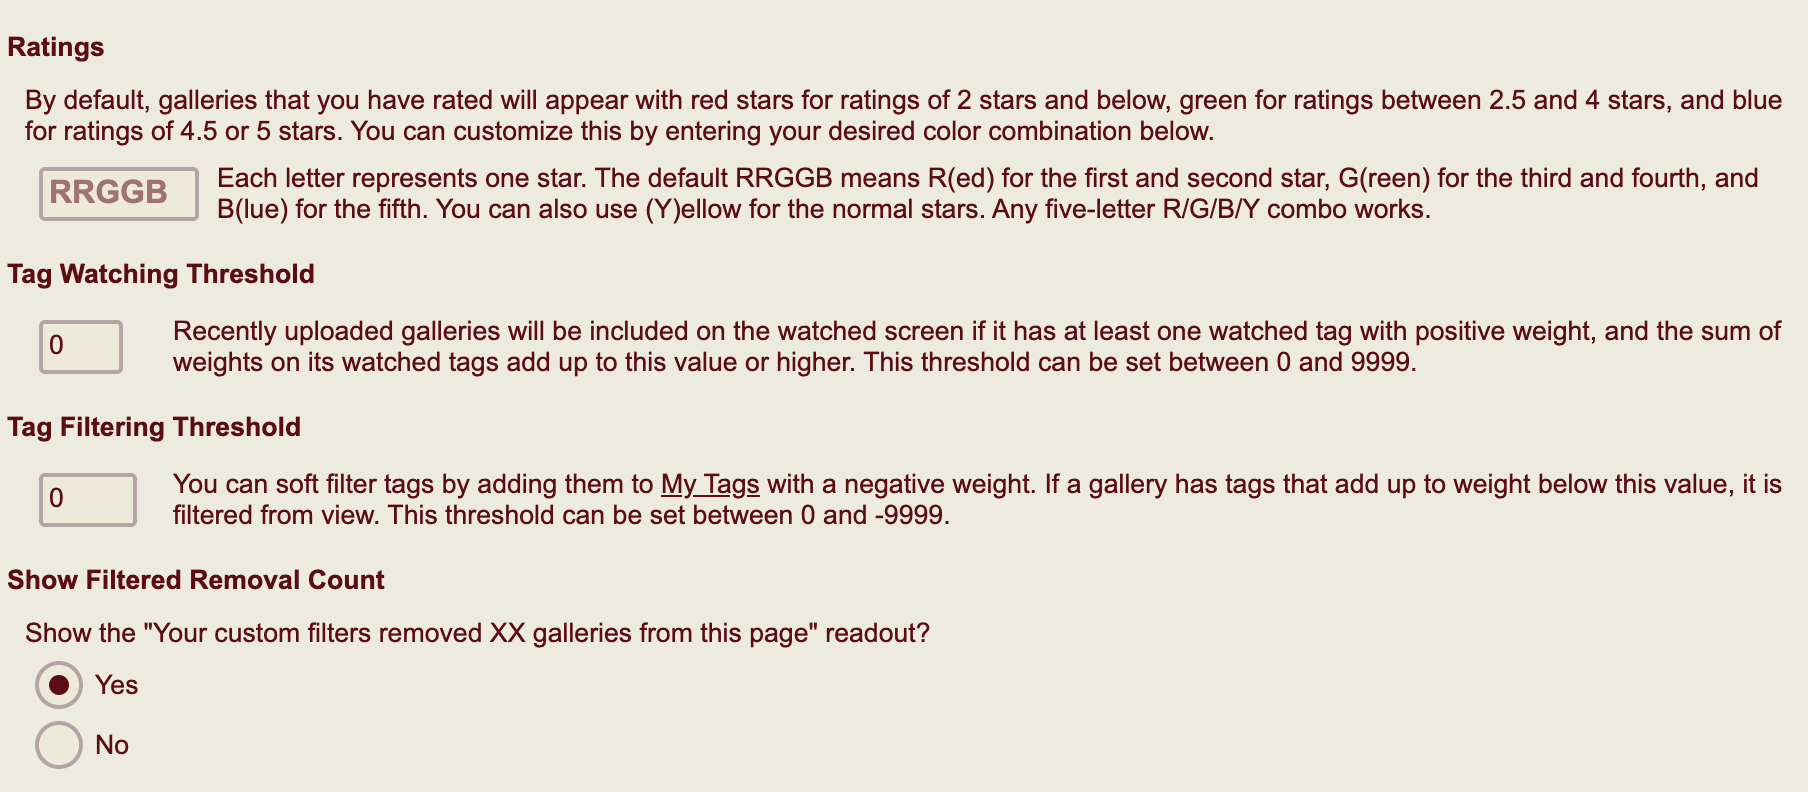 Ratings
By default, galleries that you have rated will appear with red stars for ratings of 2 stars and below, green for ratings between 2.5 and 4 stars, and blue
for ratings of 4.5 or 5 stars. You can customize this by entering your desired color combination below.
RRGGB
Each letter represents one star. The default RRGGB means R(ed) for the first and second star, G(reen) for the third and fourth, and
B(lue) for the fifth. You can also use (Y)ellow for the normal stars. Any five-letter R/G/B/Y combo works.
Tag Watching Threshold
0
Recently uploaded galleries will be included on the watched screen if it has at least one watched tag with positive weight, and the sum of
weights on its watched tags add up to this value or higher. This threshold can be set between 0 and 9999.
Tag Filtering Threshold
0
You can soft filter tags by adding them to My Tags with a negative weight. If a gallery has tags that add up to weight below this value, it is
filtered from view. This threshold can be set between 0 and -9999.
Show Filtered Removal Count
Show the "Your custom filters removed XX galleries from this page" readout?
Yes
No